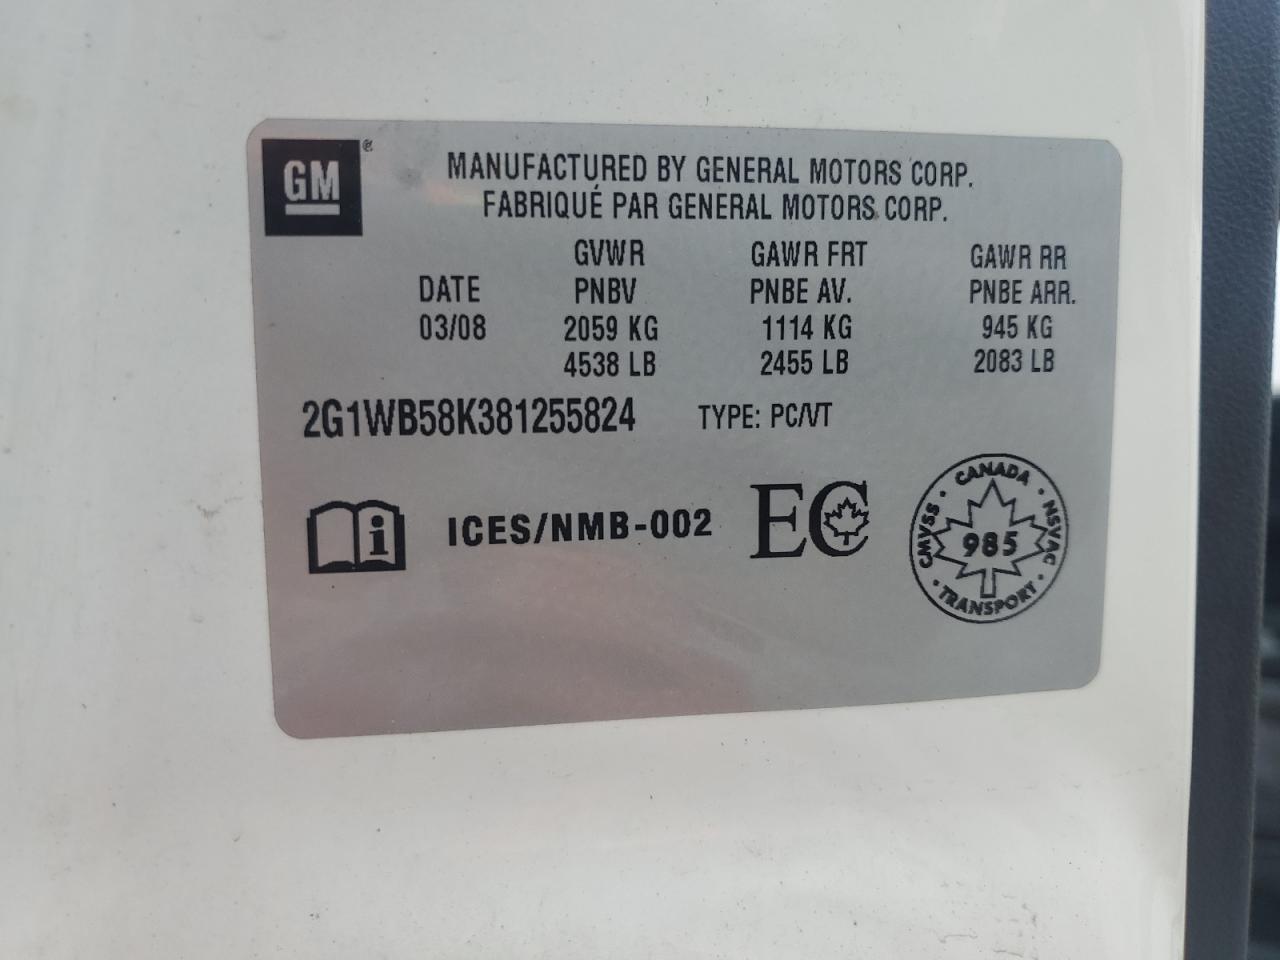 GM®
MANUFACTURED BY GENERAL MOTORS CORP.
FABRIQUÉ PAR GENERAL MOTORS CORP.
GVWR GAWR FRT GAWR RR
DATE PNBV PNBE AV. PNBE ARR.
03/08 2059 KG 1114 KG 945 KG
4538 LB 2455 LB 2083 LB
2G1WB58K381255824 TYPE: PC/VT
i ICES/NMB-002 EC
CANADA · NSVAC · TRANSPORT · CMVSS ·
985